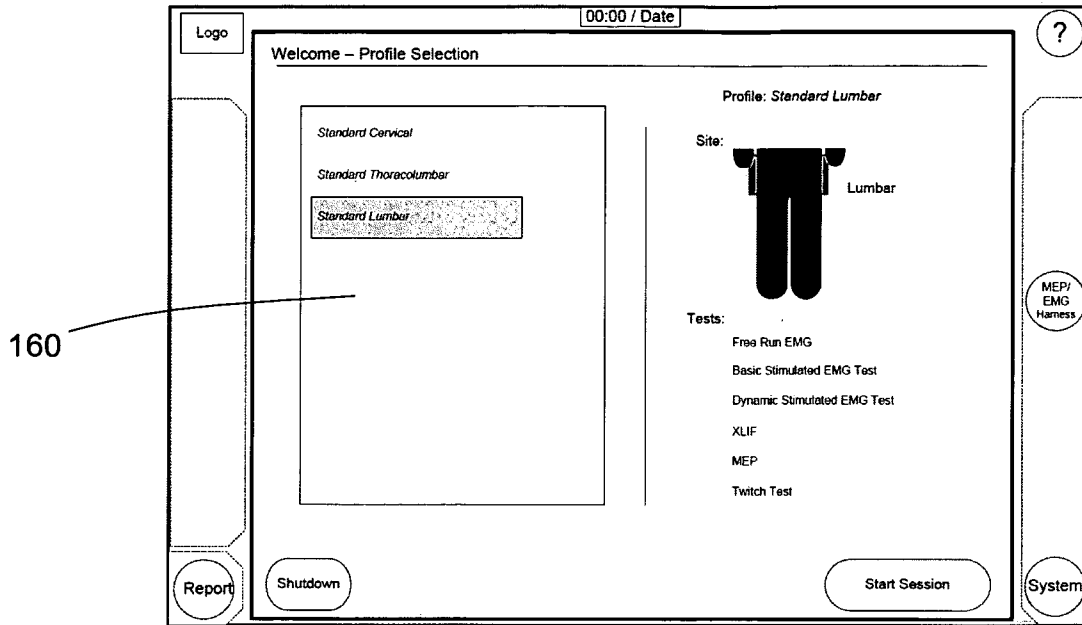 00:00 / Date
Logo
?
Welcome – Profile Selection
Standard Cervical
Standard Thoracolumbar
Standard Lumbar
Profile: Standard Lumbar
Site:
Lumbar
Tests:
Free Run EMG
Basic Stimulated EMG Test
Dynamic Stimulated EMG Test
XLIF
MEP
Twitch Test
160
MEP/
EMG
Harness
Report
Shutdown
Start Session
System